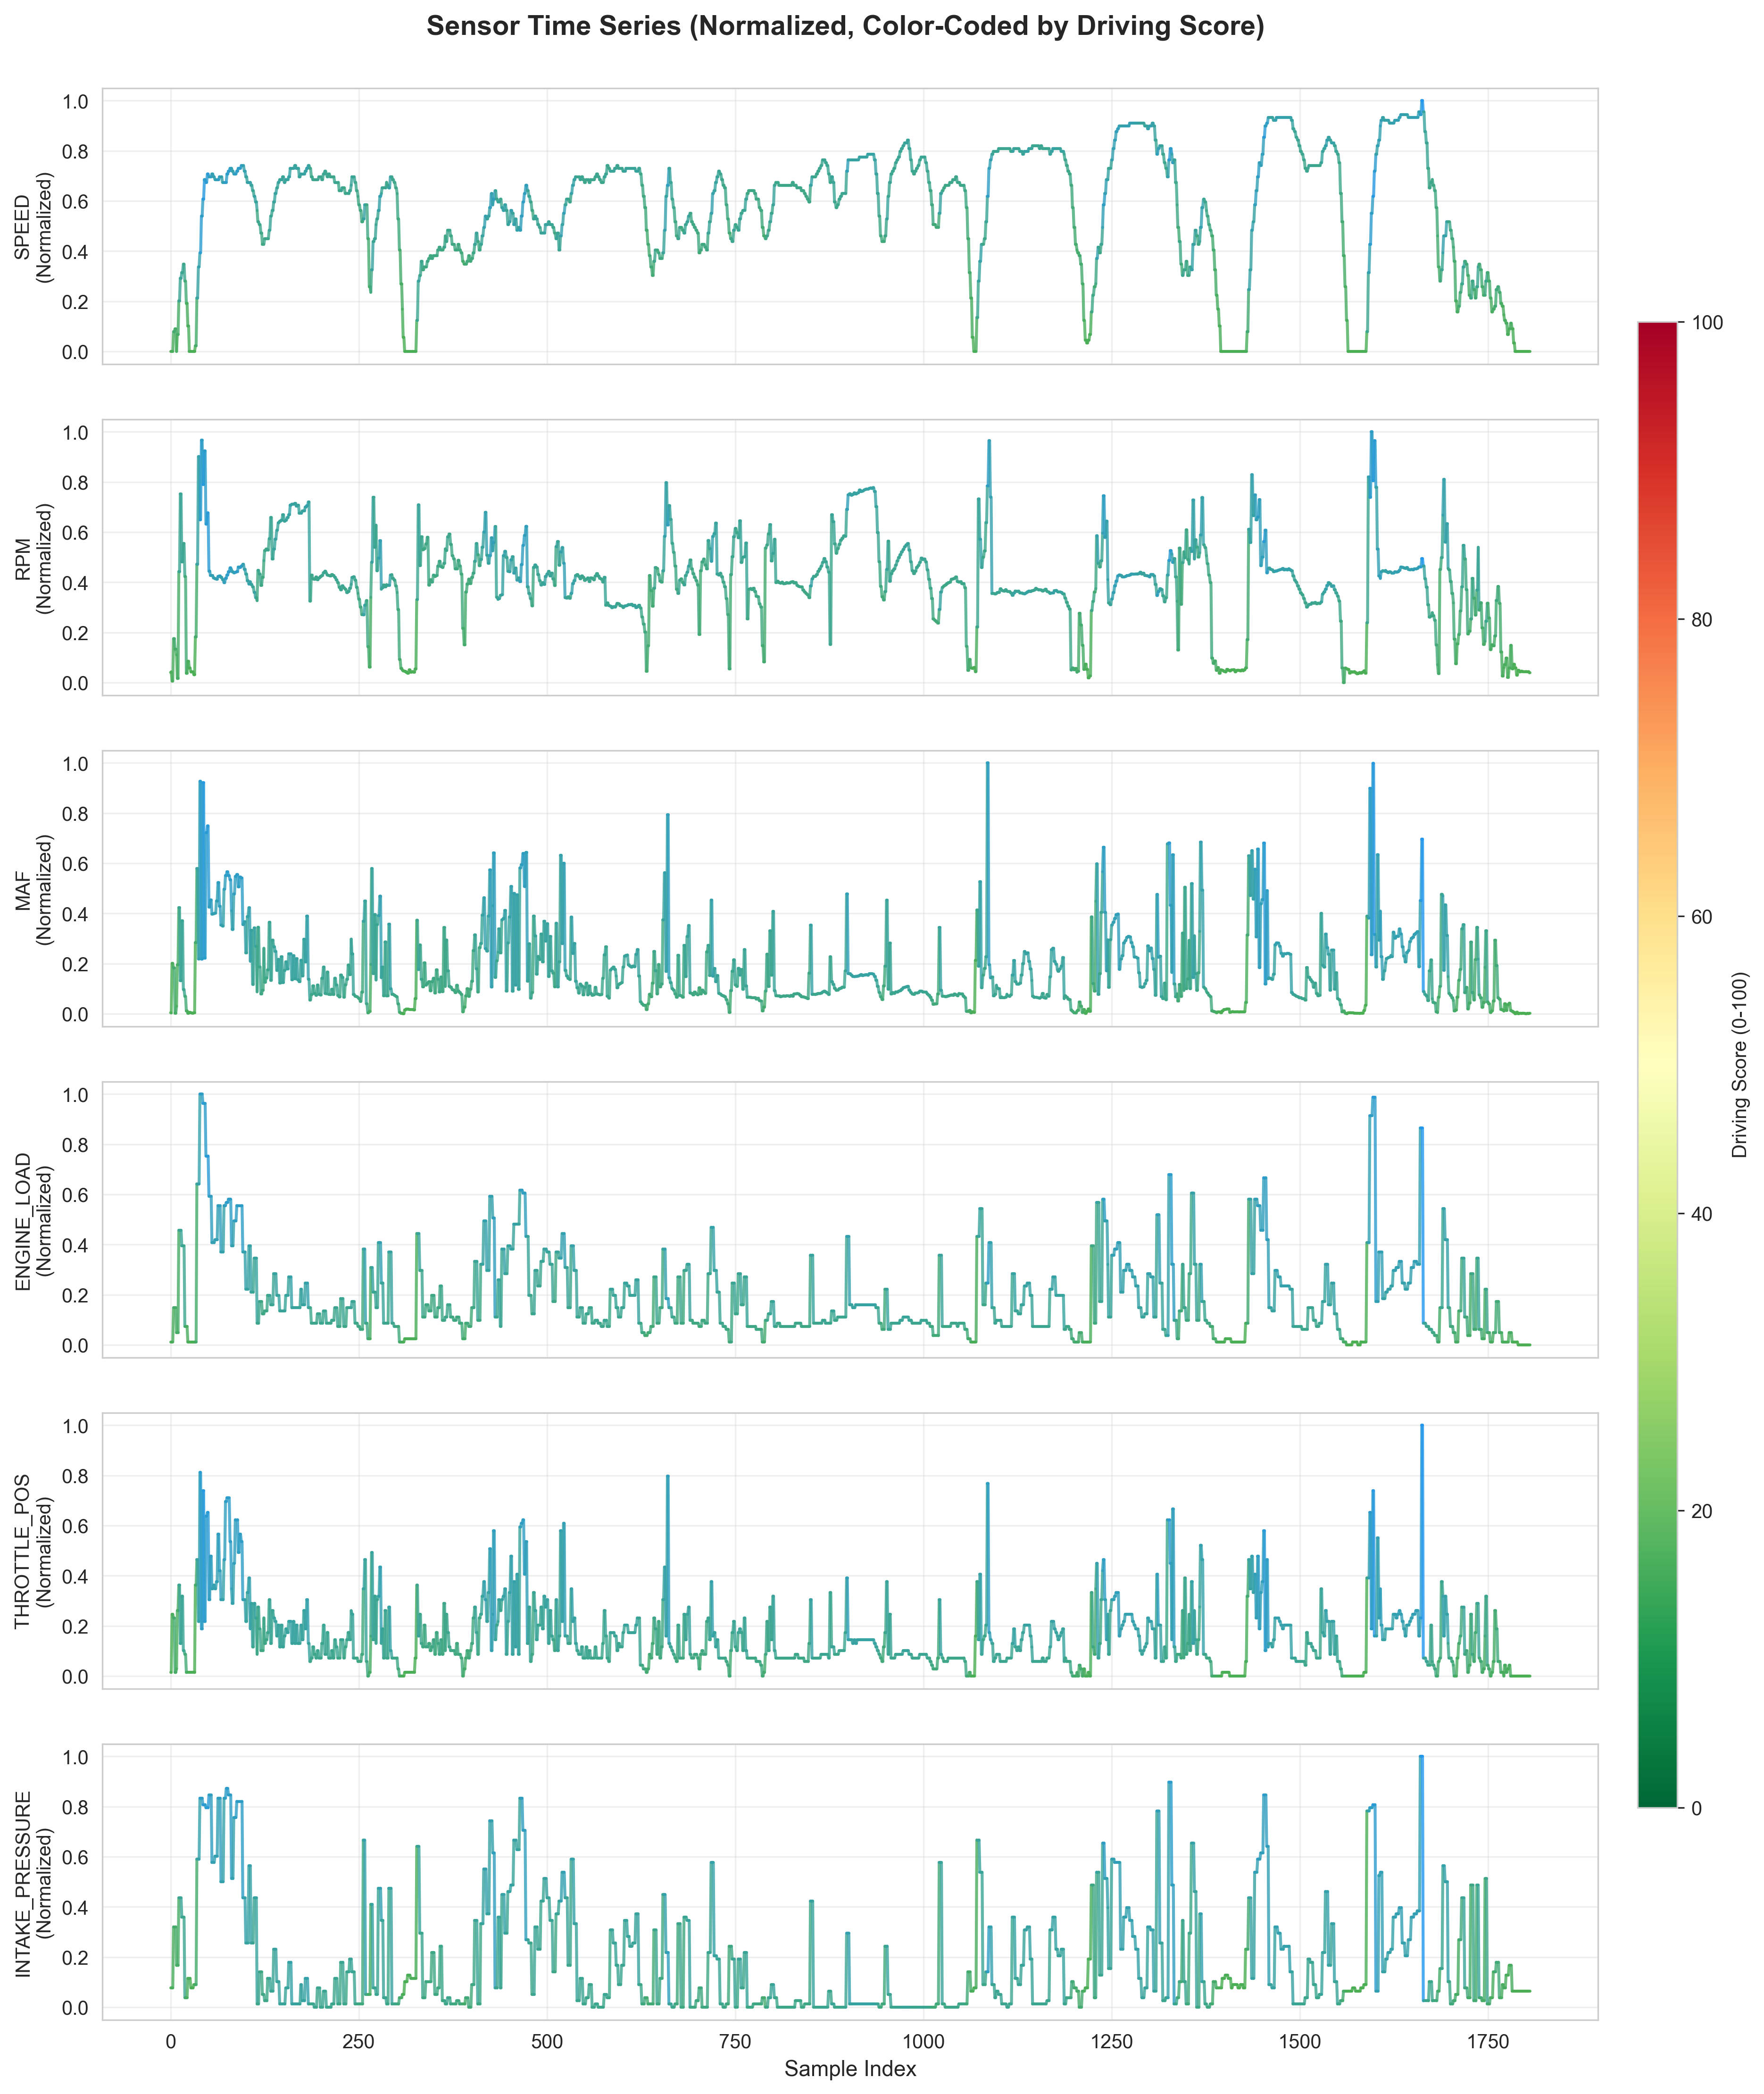 Sensor Time Series (Normalized, Color-Coded by Driving Score)
SPEED
(Normalized)
1.0
0.8
0.6
0.4
0.2
0.0
RPM
(Normalized)
1.0
0.8
0.6
0.4
0.2
0.0
MAF
(Normalized)
1.0
0.8
0.6
0.4
0.2
0.0
ENGINE_LOAD
(Normalized)
1.0
0.8
0.6
0.4
0.2
0.0
THROTTLE_POS
(Normalized)
1.0
0.8
0.6
0.4
0.2
0.0
INTAKE_PRESSURE
(Normalized)
1.0
0.8
0.6
0.4
0.2
0.0
0 250 500 750 1000 1250 1500 1750
Sample Index
100
80
60
40
20
0
Driving Score (0-100)